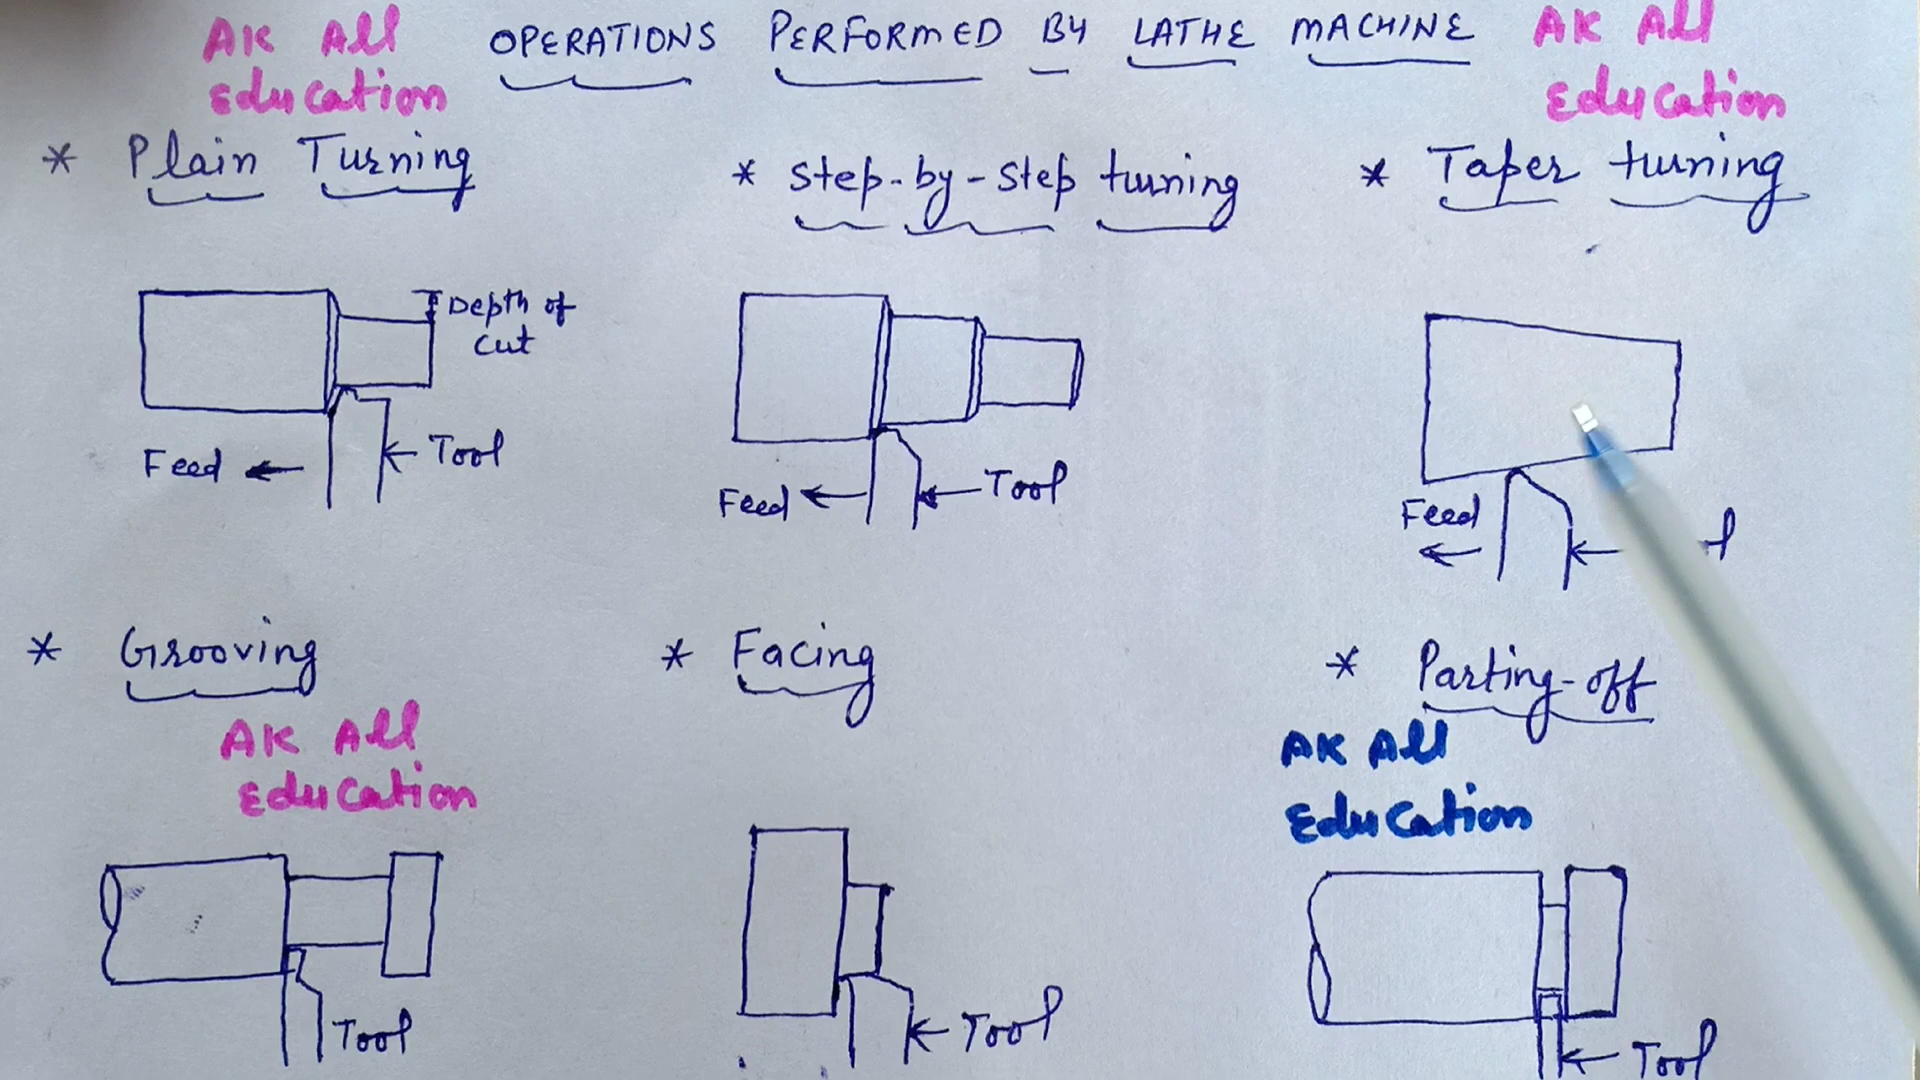 AK All
Education
OPERATIONS PERFORMED BY LATHE MACHINE
AK All
Education
* Plain Turning
* Step-by-Step turning
* Taper turning
Depth of
Cut
Feed
Tool
Feed
Tool
Feed
* Grooving
* Facing
* Parting-off
AK All
Education
AK All
Education
Tool
Tool
Tool